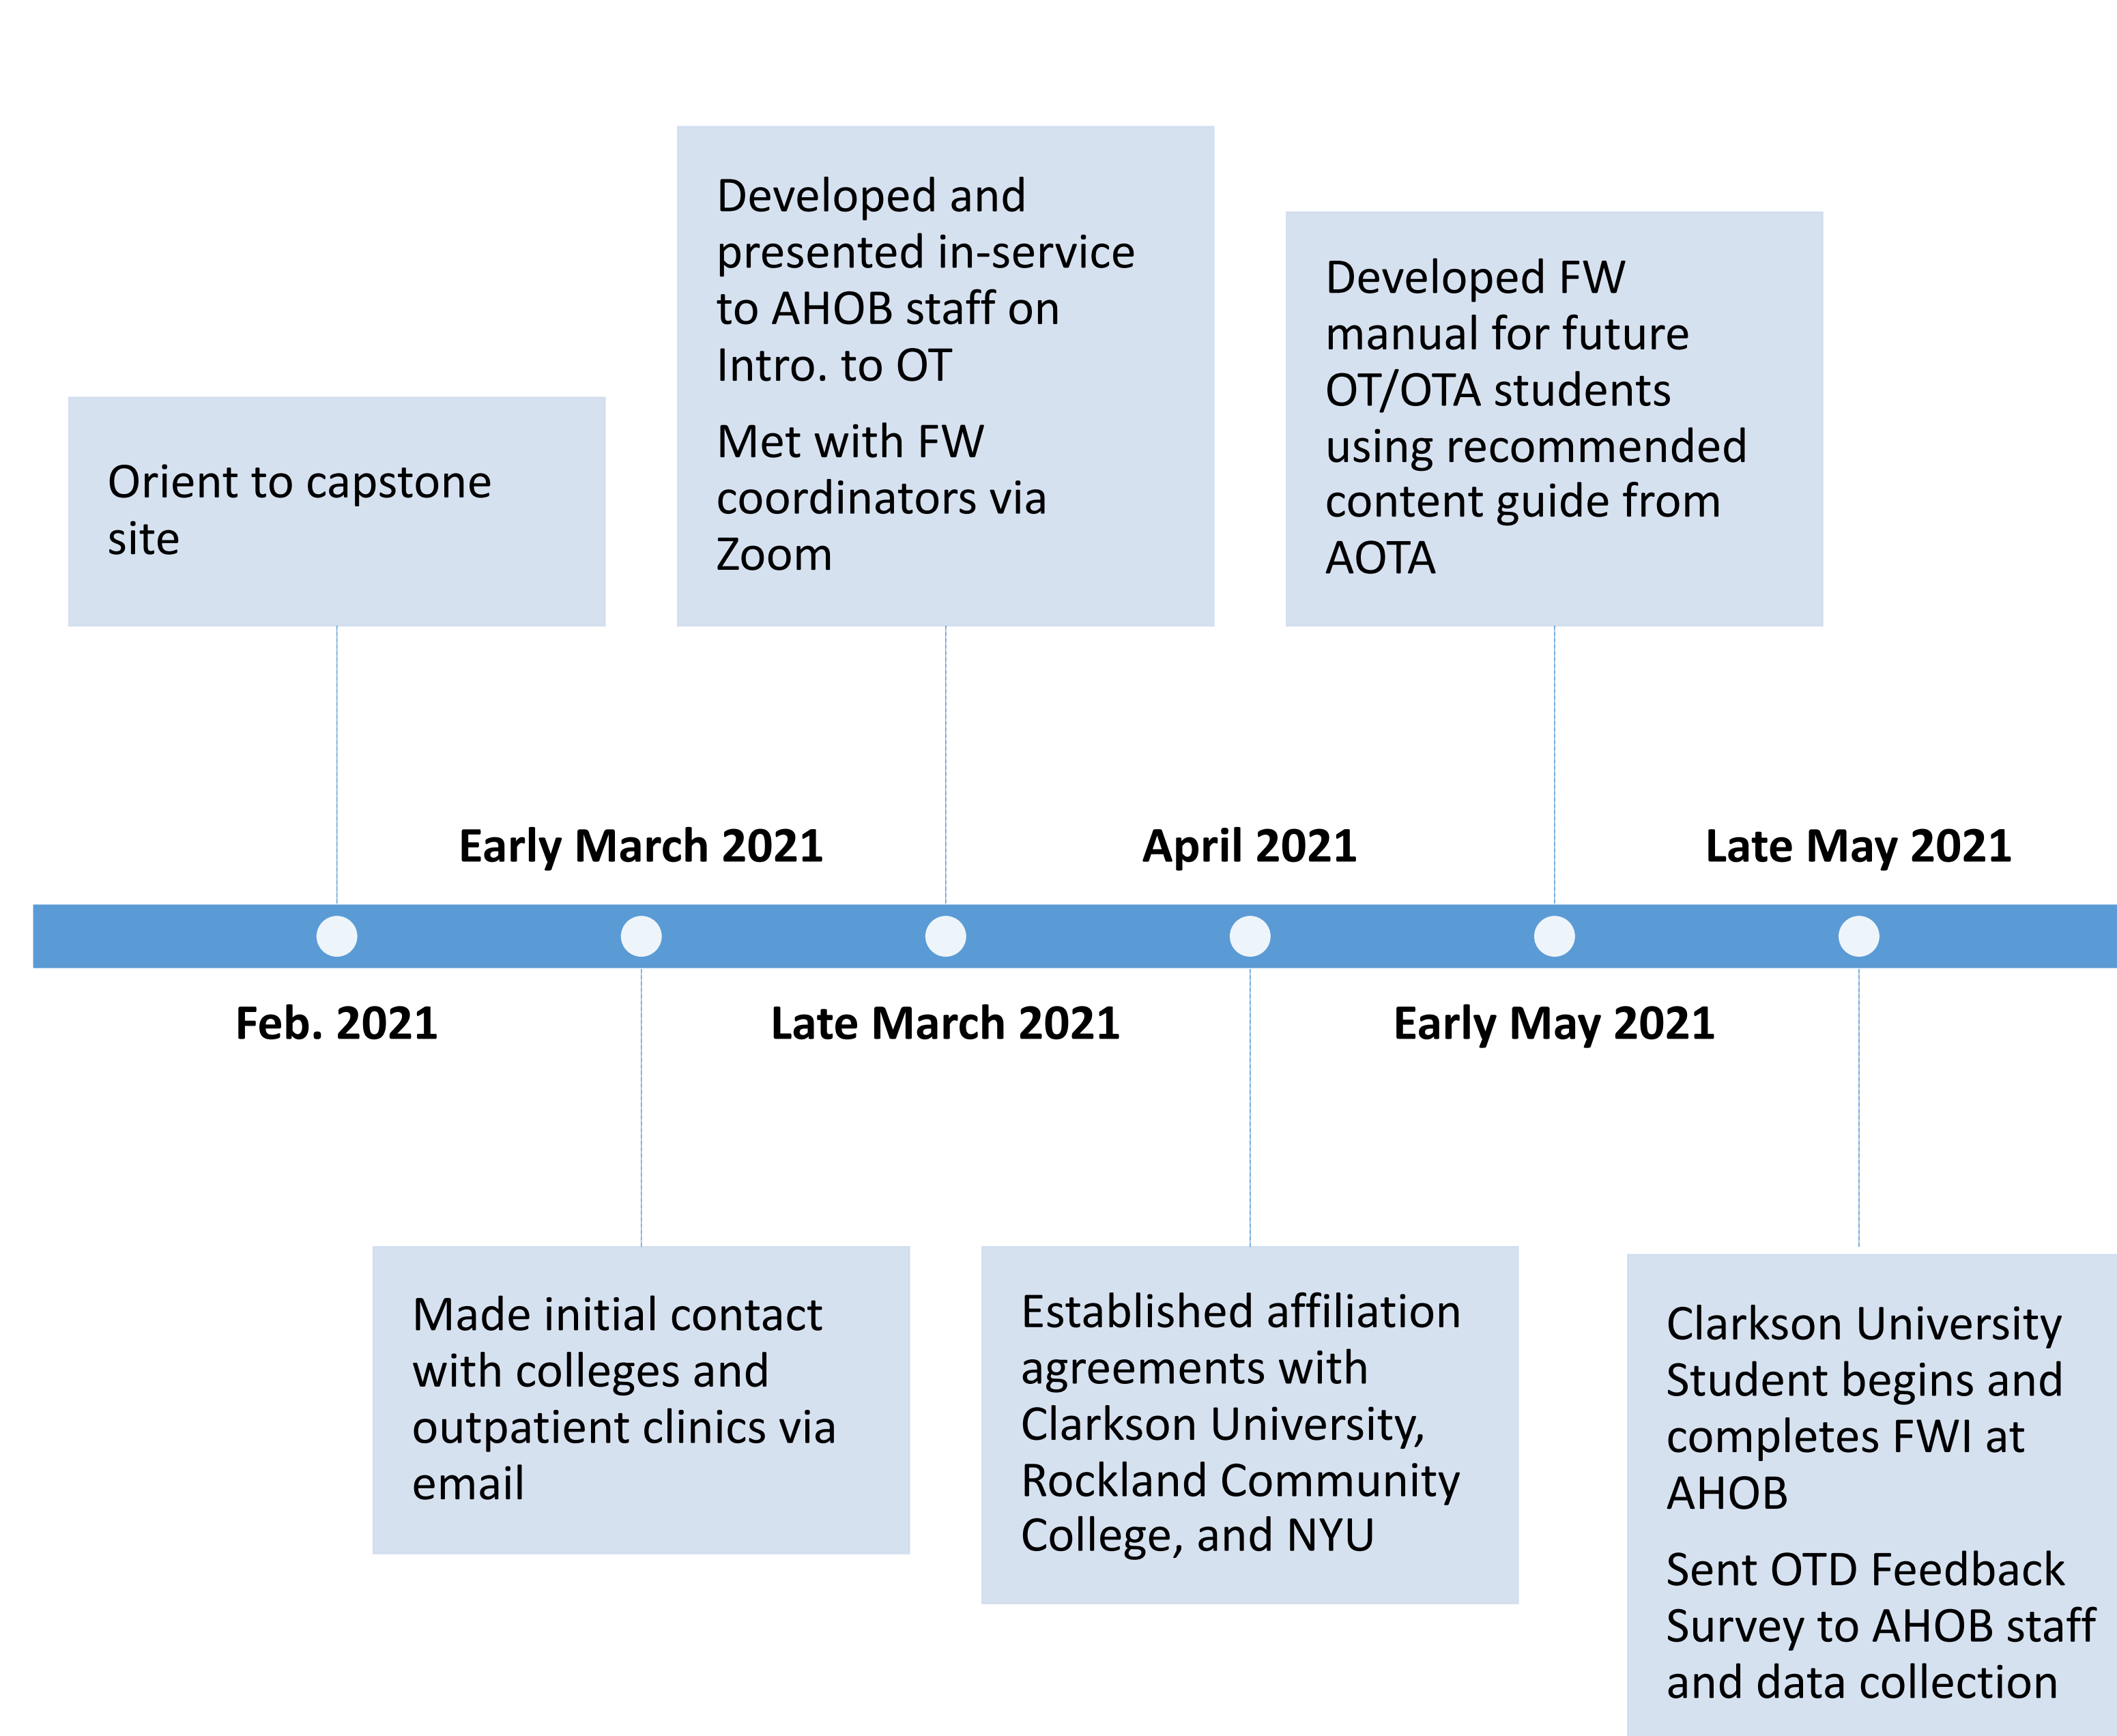 Developed and
presented in-service
to AHOB staff on
Intro. to OT
Met with FW
coordinators via
Zoom
Developed FW
manual for future
OT/OTA students
using recommended
content guide from
AOTA
Orient to capstone
site
Early March 2021
April 2021
Late May 2021
Feb. 2021
Late March 2021
Early May 2021
Made initial contact
with colleges and
outpatient clinics via
email
Established affiliation
agreements with
Clarkson University,
Rockland Community
College, and NYU
Clarkson University
Student begins and
completes FWI at
AHOB
Sent OTD Feedback
Survey to AHOB staff
and data collection